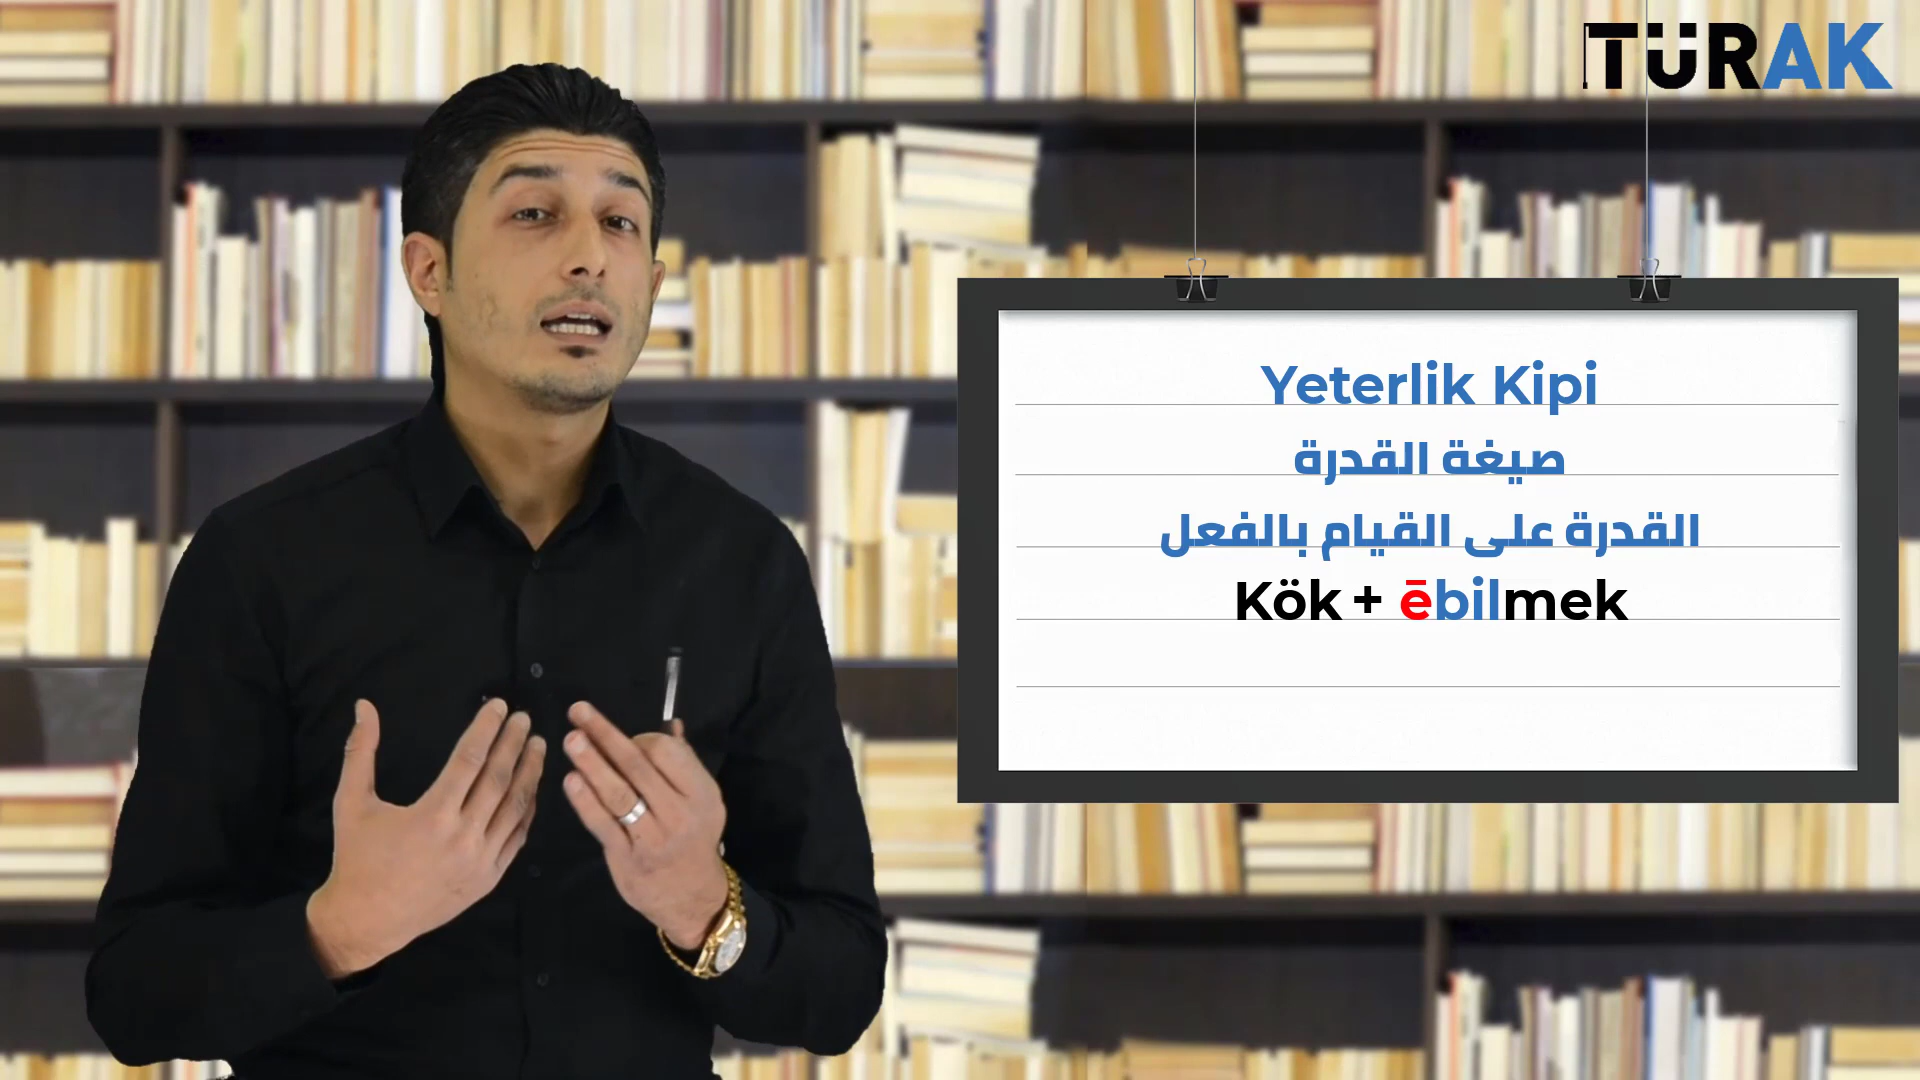 TÜRAK
Yeterlik Kipi
صيغة القدرة
القدرة على القيام بالفعل
Kök + ēbilmek